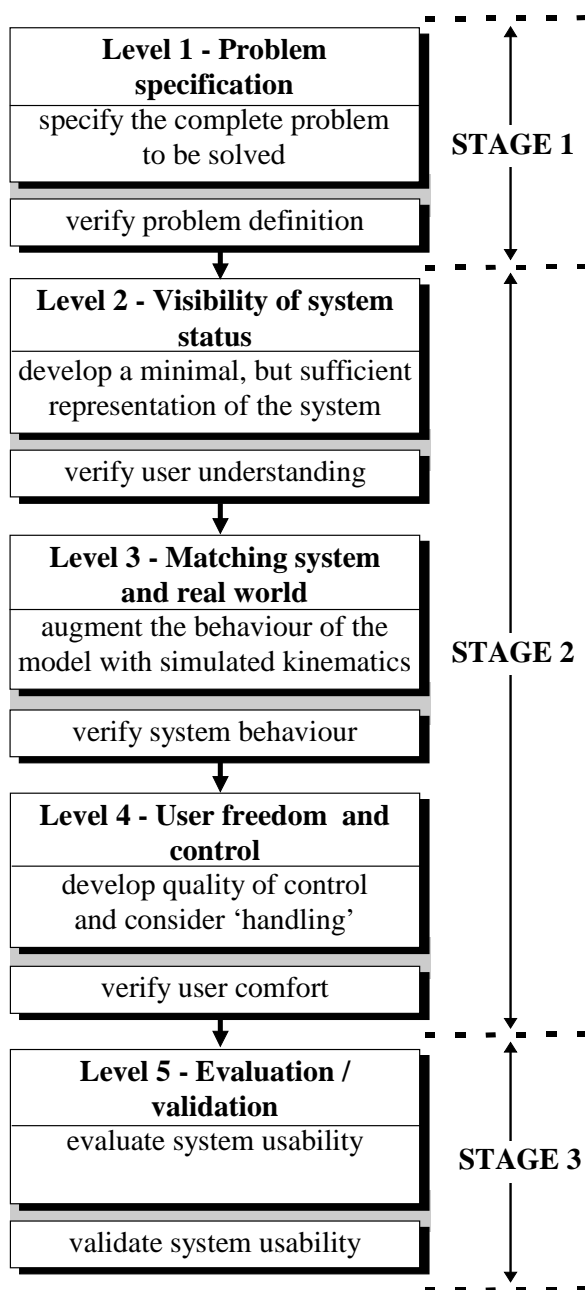 Level 1 - Problem
specification
specify the complete problem
to be solved
STAGE 1
verify problem definition
Level 2 - Visibility of system
status
develop a minimal, but sufficient
representation of the system
verify user understanding
Level 3 - Matching system
and real world
augment the behaviour of the
model with simulated kinematics
STAGE 2
verify system behaviour
Level 4 - User freedom and
control
develop quality of control
and consider ‘handling’
verify user comfort
Level 5 - Evaluation /
validation
evaluate system usability
STAGE 3
validate system usability